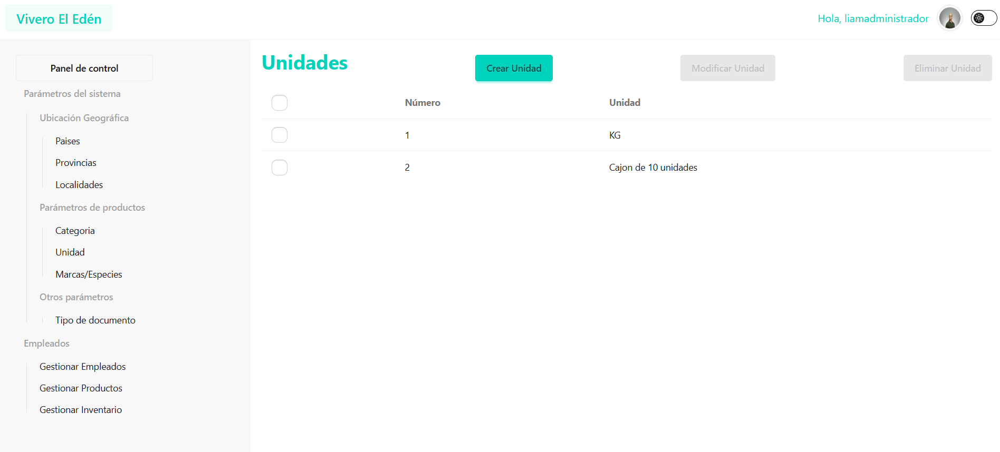 Vivero El Edén
Hola, liamadministrador
Panel de control
Parámetros del sistema
Ubicación Geográfica
Paises
Provincias
Localidades
Parámetros de productos
Categoria
Unidad
Marcas/Especies
Otros parámetros
Tipo de documento
Empleados
Gestionar Empleados
Gestionar Productos
Gestionar Inventario
Unidades
Crear Unidad
Modificar Unidad
Eliminar Unidad
Número Unidad
1 KG
2 Cajon de 10 unidades